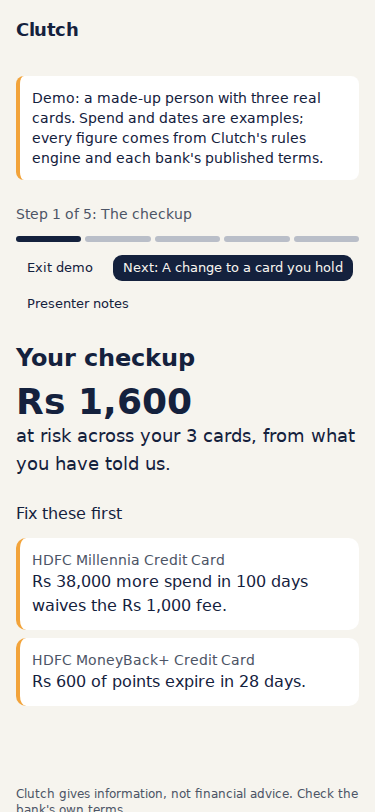 Clutch
Demo: a made-up person with three real
cards. Spend and dates are examples;
every figure comes from Clutch's rules
engine and each bank's published terms.
Step 1 of 5: The checkup
Exit demo
Next: A change to a card you hold
Presenter notes
Your checkup
Rs 1,600
at risk across your 3 cards, from what
you have told us.
Fix these first
HDFC Millennia Credit Card
Rs 38,000 more spend in 100 days
waives the Rs 1,000 fee.
HDFC MoneyBack+ Credit Card
Rs 600 of points expire in 28 days.
Clutch gives information, not financial advice. Check the
bank's own terms